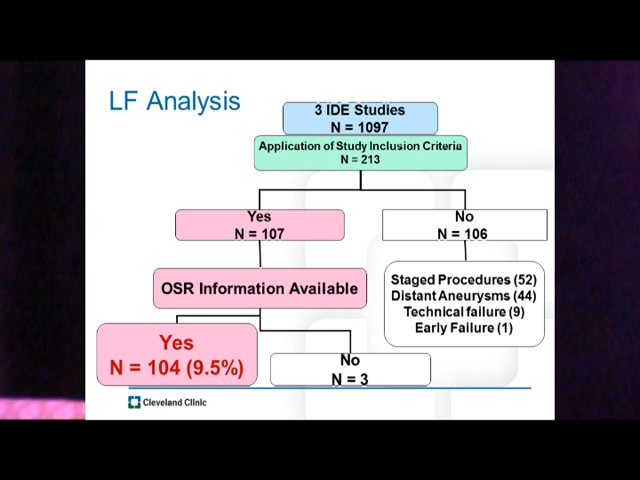 LF Analysis
3 IDE Studies
N = 1097
Application of Study Inclusion Criteria
N = 213
Yes
N = 107
No
N = 106
OSR Information Available
Staged Procedures (52)
Distant Aneurysms (44)
Technical failure (9)
Early Failure (1)
Yes
N = 104 (9.5%)
No
N = 3
Cleveland Clinic